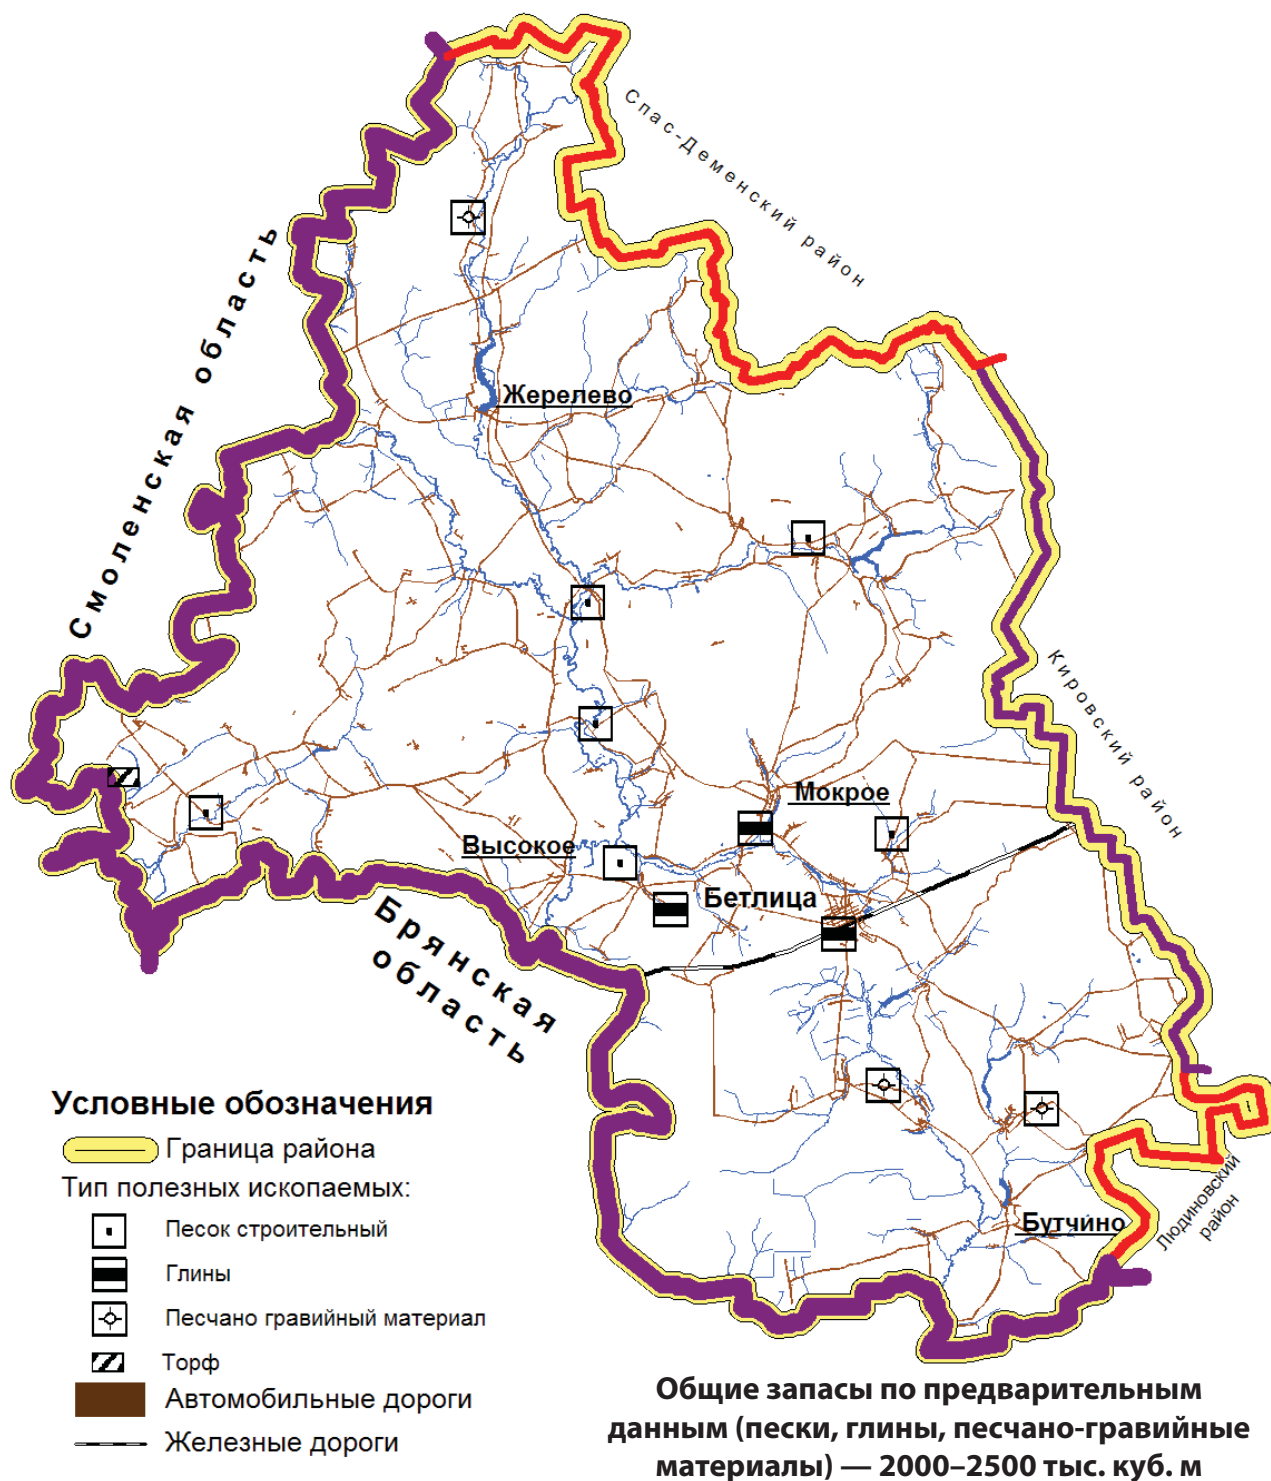 Спас-Деменский район
Смоленская область
Жерелево
Кировский район
Мокрое
Высокое
Бетлица
Брянская
область
Людиновский
район
Бутчино
Условные обозначения
Граница района
Тип полезных ископаемых:
Песок строительный
Глины
Песчано гравийный материал
Торф
Автомобильные дороги
Железные дороги
Общие запасы по предварительным
данным (пески, глины, песчано-гравийные
материалы) — 2000–2500 тыс. куб. м